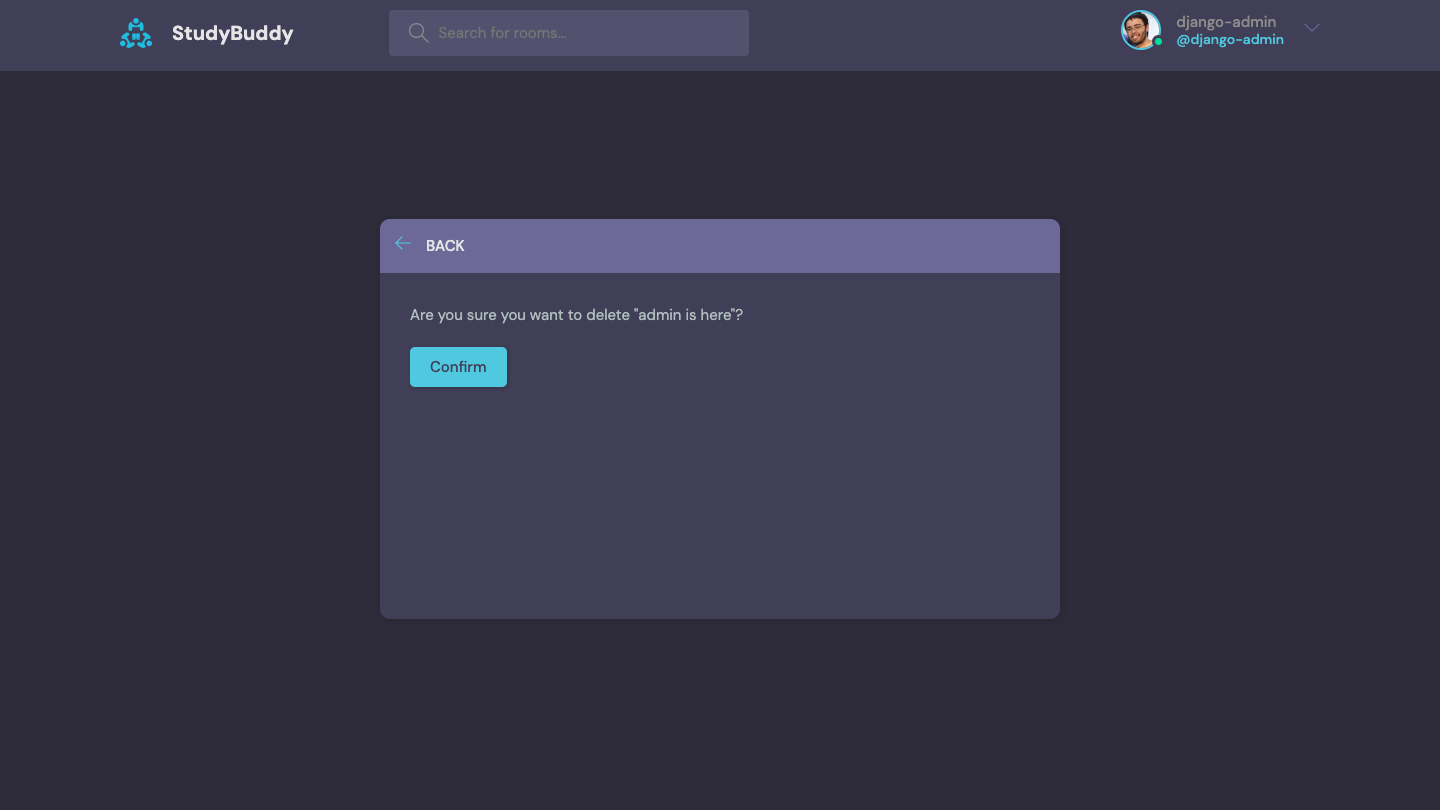 StudyBuddy
Search for rooms...
django-admin
@django-admin
BACK
Are you sure you want to delete "admin is here"?
Confirm